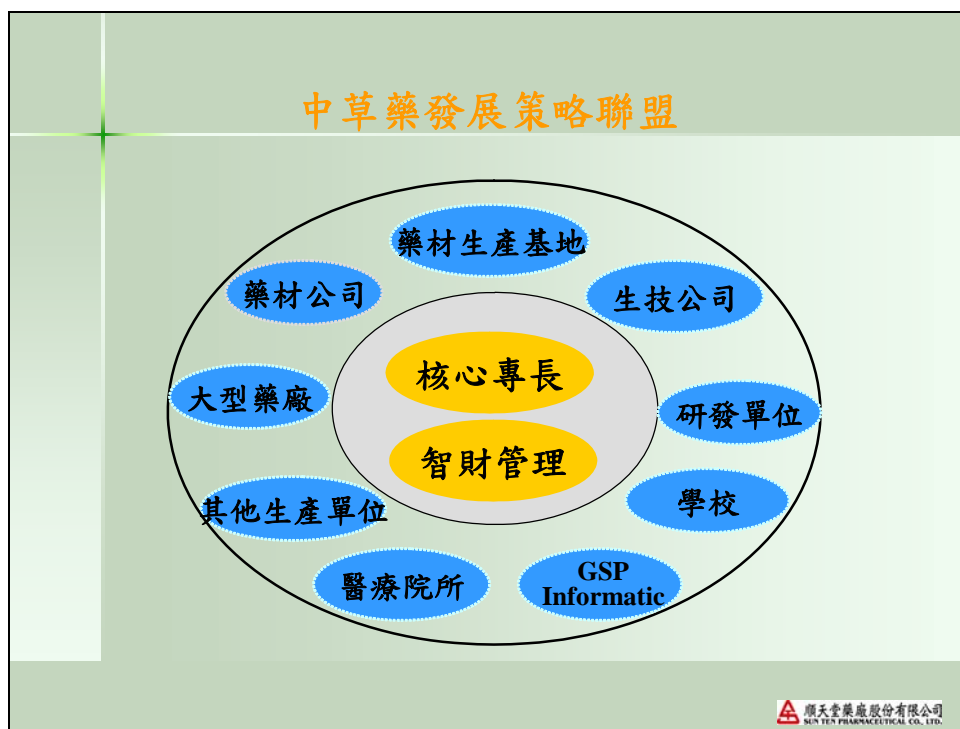 中草藥發展策略聯盟
藥材生產基地
藥材公司
生技公司
核心專長
大型藥廠
研發單位
智財管理
其他生產單位
學校
醫療院所
GSP
Informatic
順天堂藥廠股份有限公司
SUN TEN PHARMACEUTICAL CO., LTD.